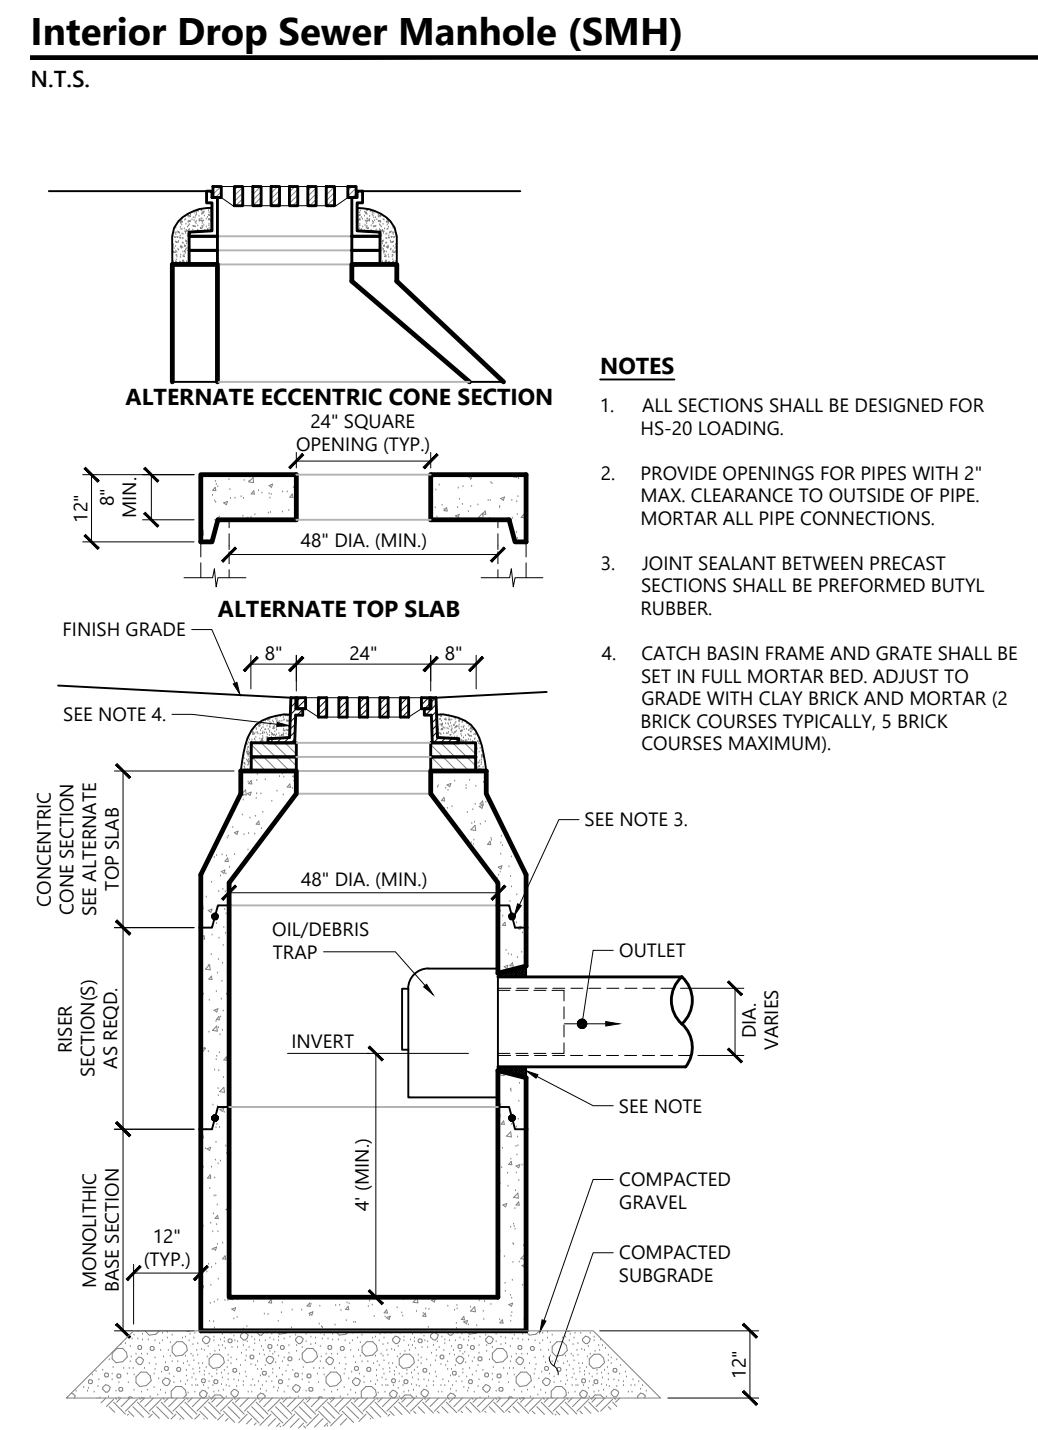 Interior Drop Sewer Manhole (SMH)
N.T.S.
ALTERNATE ECCENTRIC CONE SECTION
24" SQUARE
OPENING (TYP.)
12"
8"
MIN.
48" DIA. (MIN.)
ALTERNATE TOP SLAB
NOTES
1. ALL SECTIONS SHALL BE DESIGNED FOR
HS-20 LOADING.
2. PROVIDE OPENINGS FOR PIPES WITH 2"
MAX. CLEARANCE TO OUTSIDE OF PIPE.
MORTAR ALL PIPE CONNECTIONS.
3. JOINT SEALANT BETWEEN PRECAST
SECTIONS SHALL BE PREFORMED BUTYL
RUBBER.
4. CATCH BASIN FRAME AND GRATE SHALL BE
SET IN FULL MORTAR BED. ADJUST TO
GRADE WITH CLAY BRICK AND MORTAR (2
BRICK COURSES TYPICALLY, 5 BRICK
COURSES MAXIMUM).
FINISH GRADE
8"
24"
8"
SEE NOTE 4.
CONCENTRIC
CONE SECTION
SEE ALTERNATE
TOP SLAB
SEE NOTE 3.
48" DIA. (MIN.)
OIL/DEBRIS
TRAP
OUTLET
RISER
SECTION(S)
AS REQD.
DIA.
VARIES
INVERT
SEE NOTE
4' (MIN.)
MONOLITHIC
BASE SECTION
12"
(TYP.)
COMPACTED
GRAVEL
COMPACTED
SUBGRADE
12"